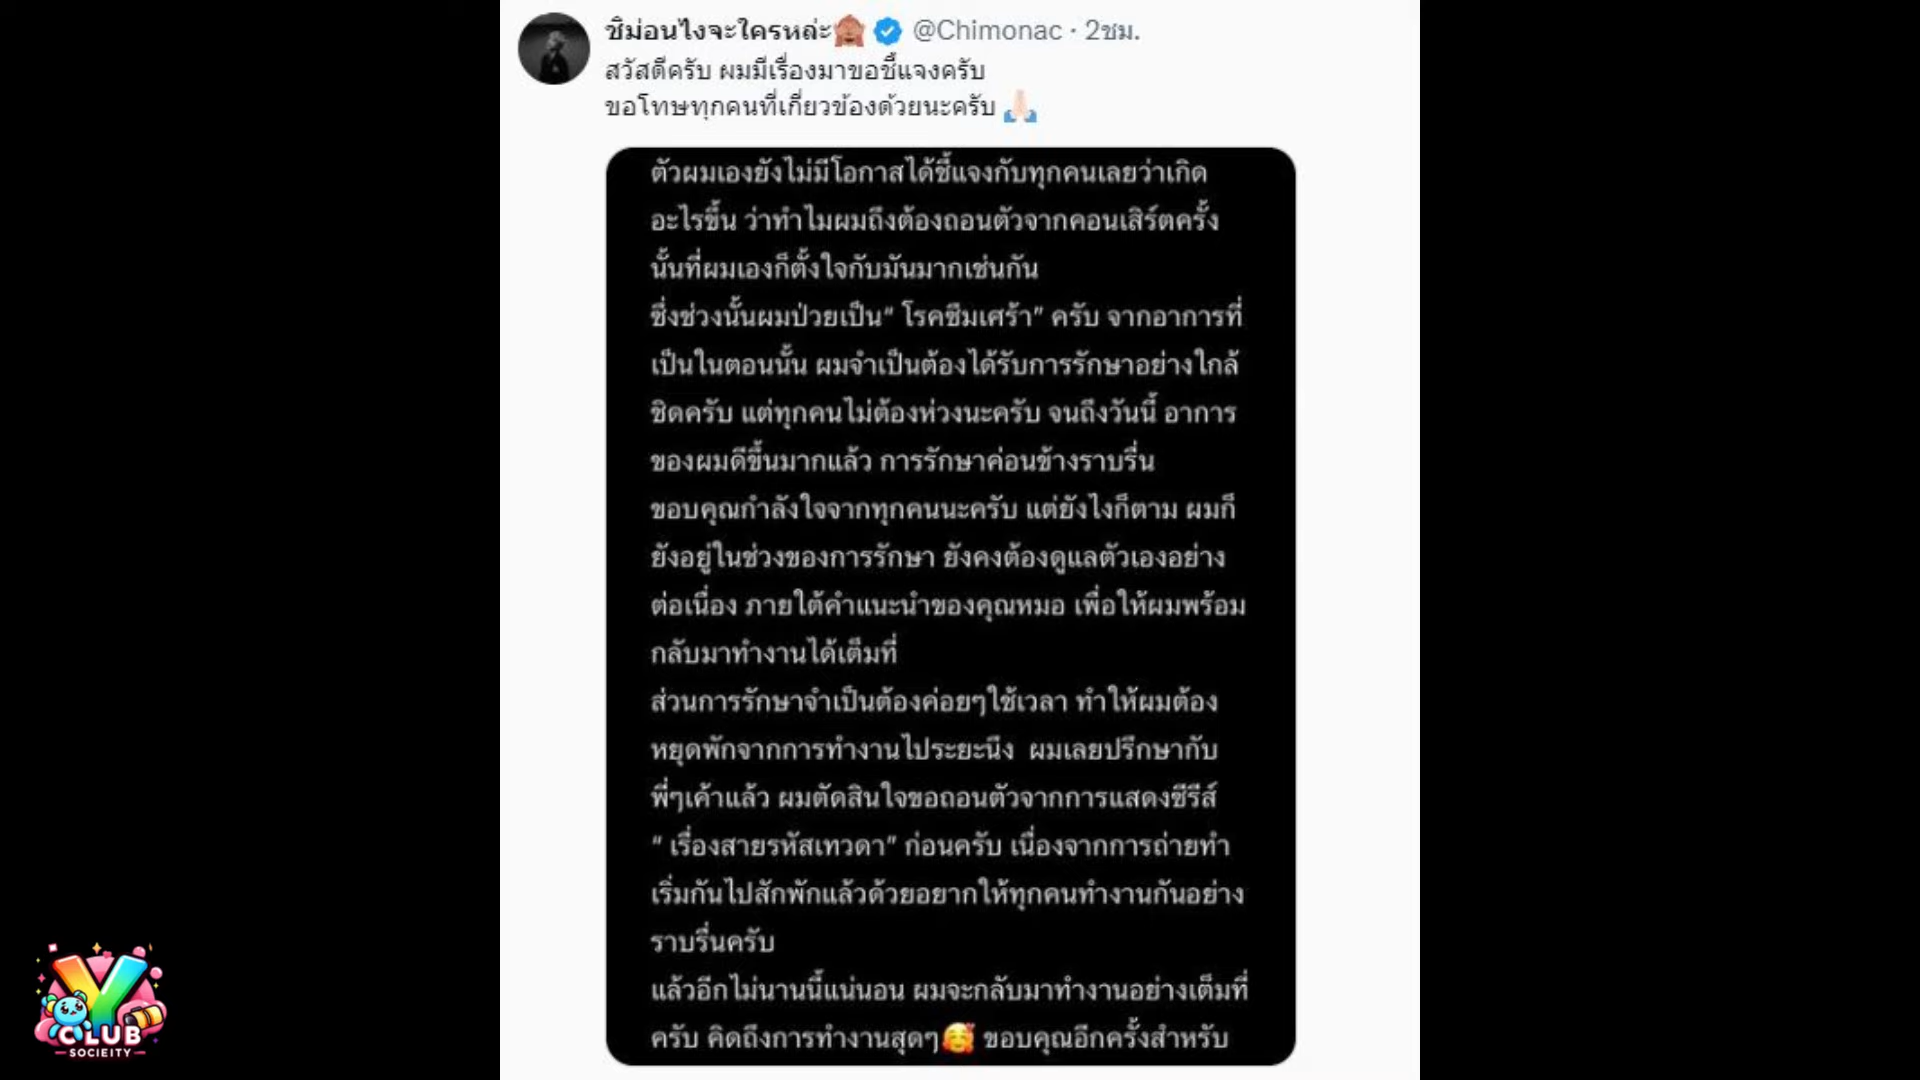 ชิม่อนไงจะใครหล่ะ🙈 @Chimonac · 2ชม.
สวัสดีครับ ผมมีเรื่องมาขอชี้แจงครับ
ขอโทษทุกคนที่เกี่ยวข้องด้วยนะครับ 🙏🏻
ตัวผมเองยังไม่มีโอกาสได้ชี้แจงกับทุกคนเลยว่าเกิด
อะไรขึ้น ว่าทำไมผมถึงต้องถอนตัวจากคอนเสิร์ตครั้ง
นั้นที่ผมเองก็ตั้งใจกับมันมากเช่นกัน
ซึ่งช่วงนั้นผมป่วยเป็น“ โรคซึมเศร้า” ครับ จากอาการที่
เป็นในตอนนั้น ผมจำเป็นต้องได้รับการรักษาอย่างใกล้
ชิดครับ แต่ทุกคนไม่ต้องห่วงนะครับ จนถึงวันนี้ อาการ
ของผมดีขึ้นมากแล้ว การรักษาค่อนข้างราบรื่น
ขอบคุณกำลังใจจากทุกคนนะครับ แต่ยังไงก็ตาม ผมก็
ยังอยู่ในช่วงของการรักษา ยังคงต้องดูแลตัวเองอย่าง
ต่อเนื่อง ภายใต้คำแนะนำของคุณหมอ เพื่อให้ผมพร้อม
กลับมาทำงานได้เต็มที่
ส่วนการรักษาจำเป็นต้องค่อยๆใช้เวลา ทำให้ผมต้อง
หยุดพักจากการทำงานไประยะนึง ผมเลยปรึกษากับ
พี่ๆเค้าแล้ว ผมตัดสินใจขอถอนตัวจากการแสดงซีรีส์
“ เรื่องสายรหัสเทวดา” ก่อนครับ เนื่องจากการถ่ายทำ
เริ่มกันไปสักพักแล้วด้วยอยากให้ทุกคนทำงานกันอย่าง
ราบรื่นครับ
แล้วอีกไม่นานนี้แน่นอน ผมจะกลับมาทำงานอย่างเต็มที่
ครับ คิดถึงการทำงานสุดๆ🥰 ขอบคุณอีกครั้งสำหรับ
Y
CLUB
SOCIEITY